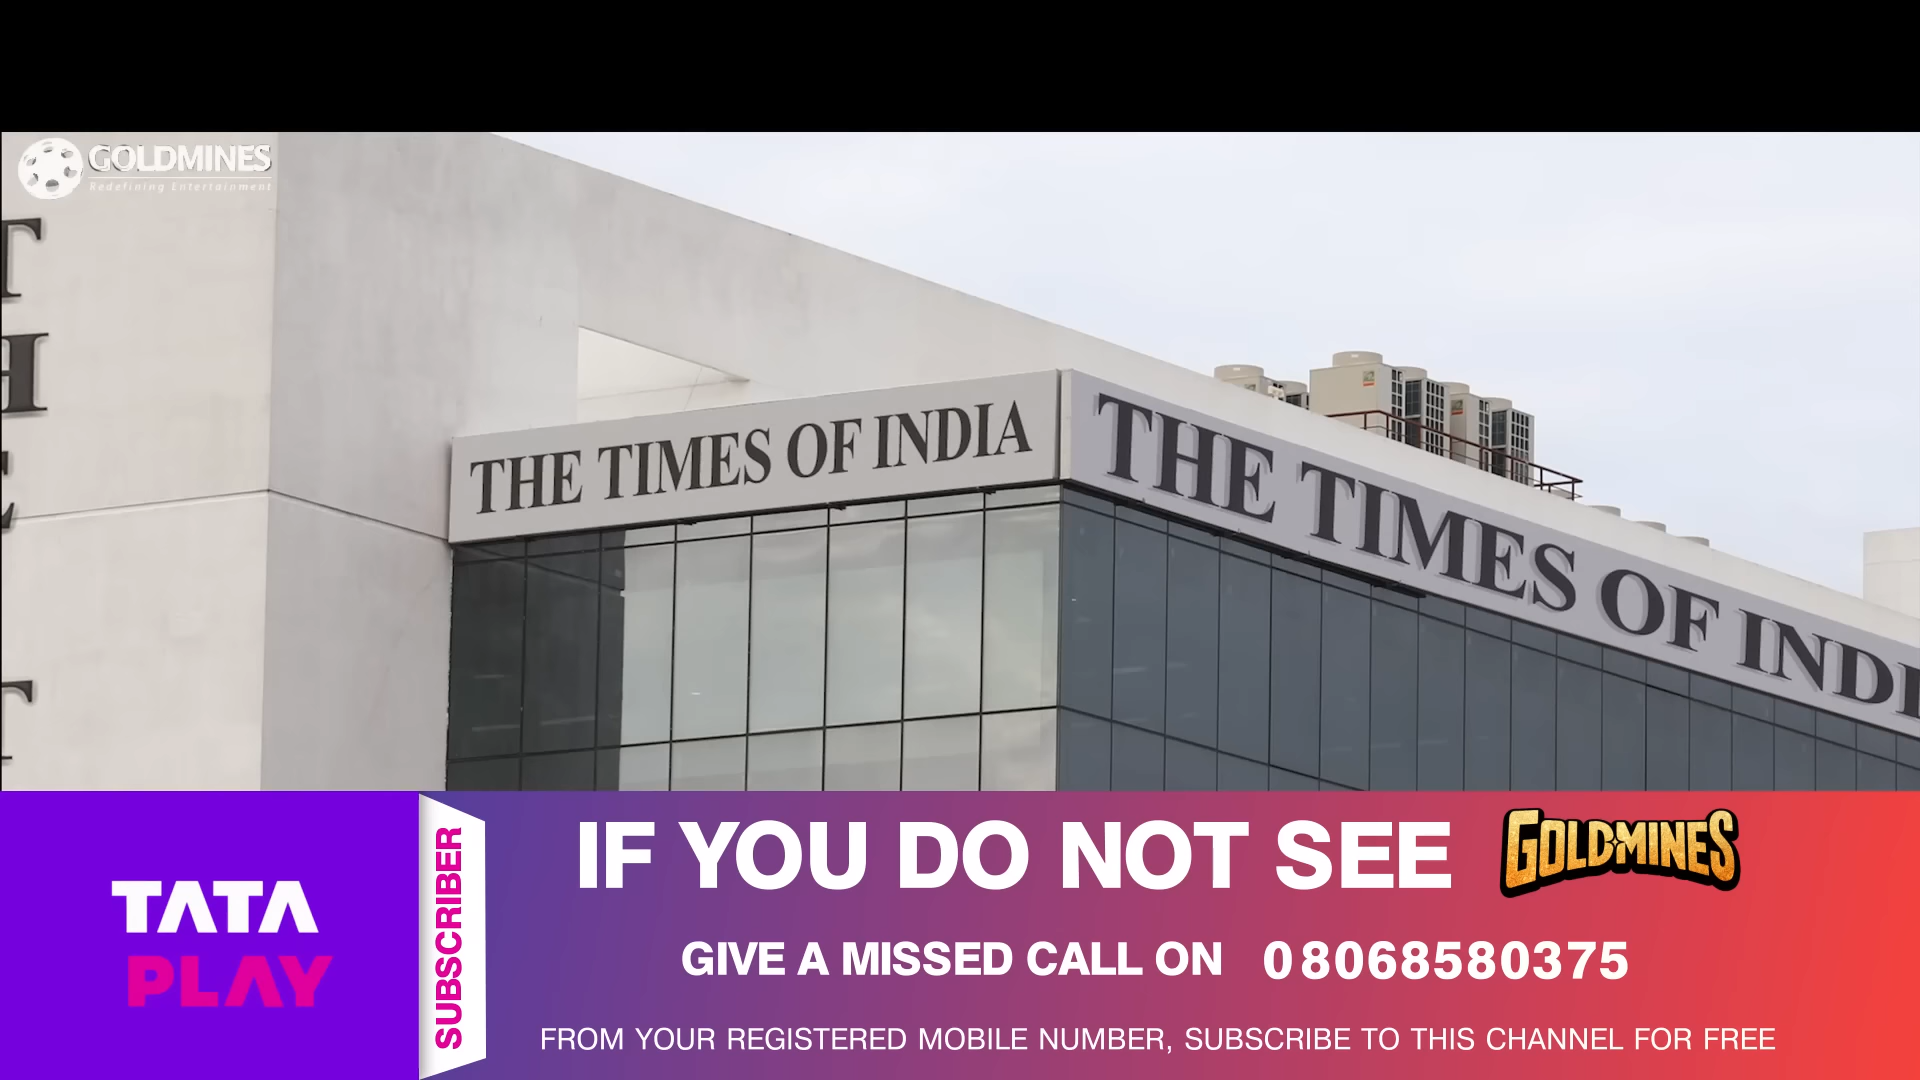 GOLDMINES
Redefining Entertainment
T
H
E
T
THE TIMES OF INDIA
THE TIMES OF INDI
TATA
PLAY
SUBSCRIBER
IF YOU DO NOT SEE GOLDMINES
GIVE A MISSED CALL ON 08068580375
FROM YOUR REGISTERED MOBILE NUMBER, SUBSCRIBE TO THIS CHANNEL FOR FREE